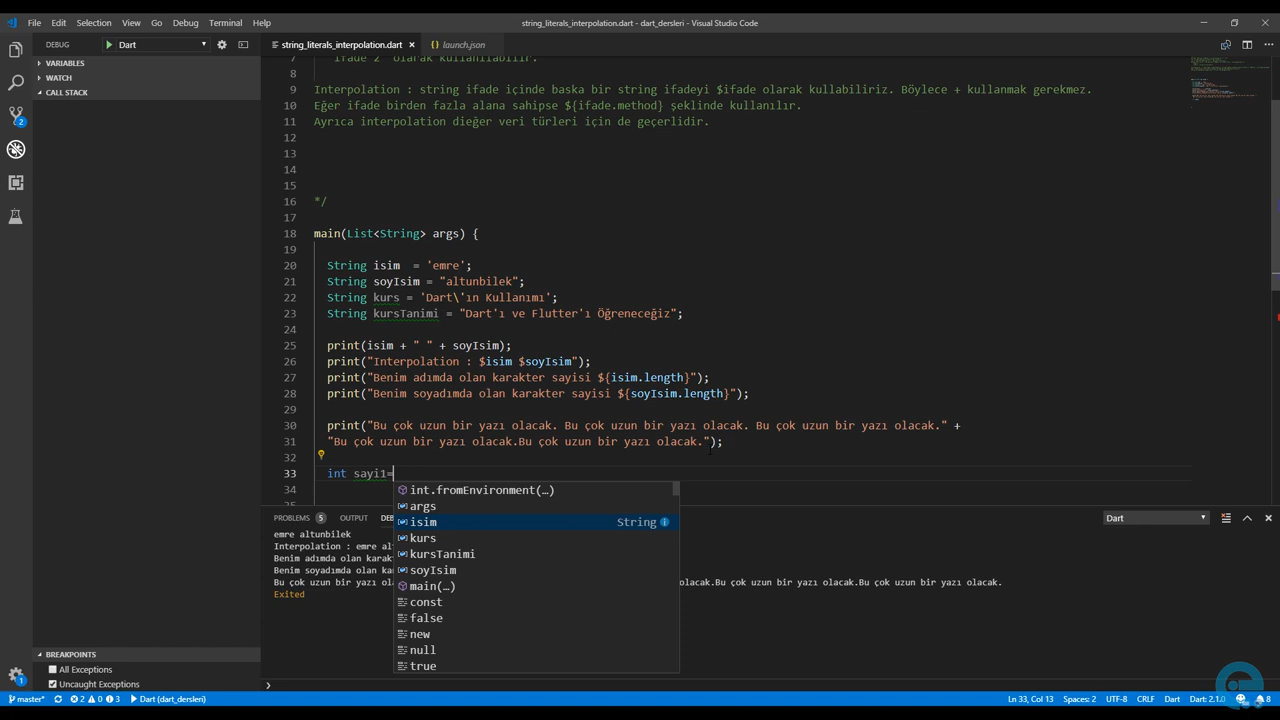 File Edit Selection View Go Debug Terminal Help
string_literals_interpolation.dart - dart_dersleri - Visual Studio Code
DEBUG Dart
string_literals_interpolation.dart × launch.json
VARIABLES
WATCH
CALL STACK
7 ifade 2 olarak kullanılabilir.
8
9 Interpolation : string ifade içinde baska bir string ifadeyi $ifade olarak kullabiliriz. Böylece + kullanmak gerekmez.
10 Eğer ifade birden fazla alana sahipse ${ifade.method} şeklinde kullanılır.
11 Ayrıca interpolation dieğer veri türleri için de geçerlidir.
12
13
14
15
16 */
17
18 main(List<String> args) {
19
20 String isim  = 'emre';
21 String soyIsim = "altunbilek";
22 String kurs = 'Dart\'ın Kullanımı';
23 String kursTanimi = "Dart'ı ve Flutter'ı Öğreneceğiz";
24
25 print(isim + " " + soyIsim);
26 print("Interpolation : $isim $soyIsim");
27 print("Benim adımda olan karakter sayisi ${isim.length}");
28 print("Benim soyadımda olan karakter sayisi ${soyIsim.length}");
29
30 print("Bu çok uzun bir yazı olacak. Bu çok uzun bir yazı olacak. Bu çok uzun bir yazı olacak." +
31 "Bu çok uzun bir yazı olacak.Bu çok uzun bir yazı olacak.");
32
33 int sayi1=
34
int.fromEnvironment(…)
args
isim String
kurs
kursTanimi
soyIsim
main(…)
const
false
new
null
true
PROBLEMS 5 OUTPUT
Dart
emre altunbilek
Interpolation : emre
Benim adımda olan
Benim soyadımda olan
Bu çok uzun bir yazı olacak.Bu çok uzun bir yazı olacak.Bu çok uzun bir yazı olacak.
Exited
BREAKPOINTS
All Exceptions
Uncaught Exceptions
master* 2 0 3 Dart (dart_dersleri)
Ln 33, Col 13 Spaces: 2 UTF-8 CRLF Dart Dart: 2.1.0 8